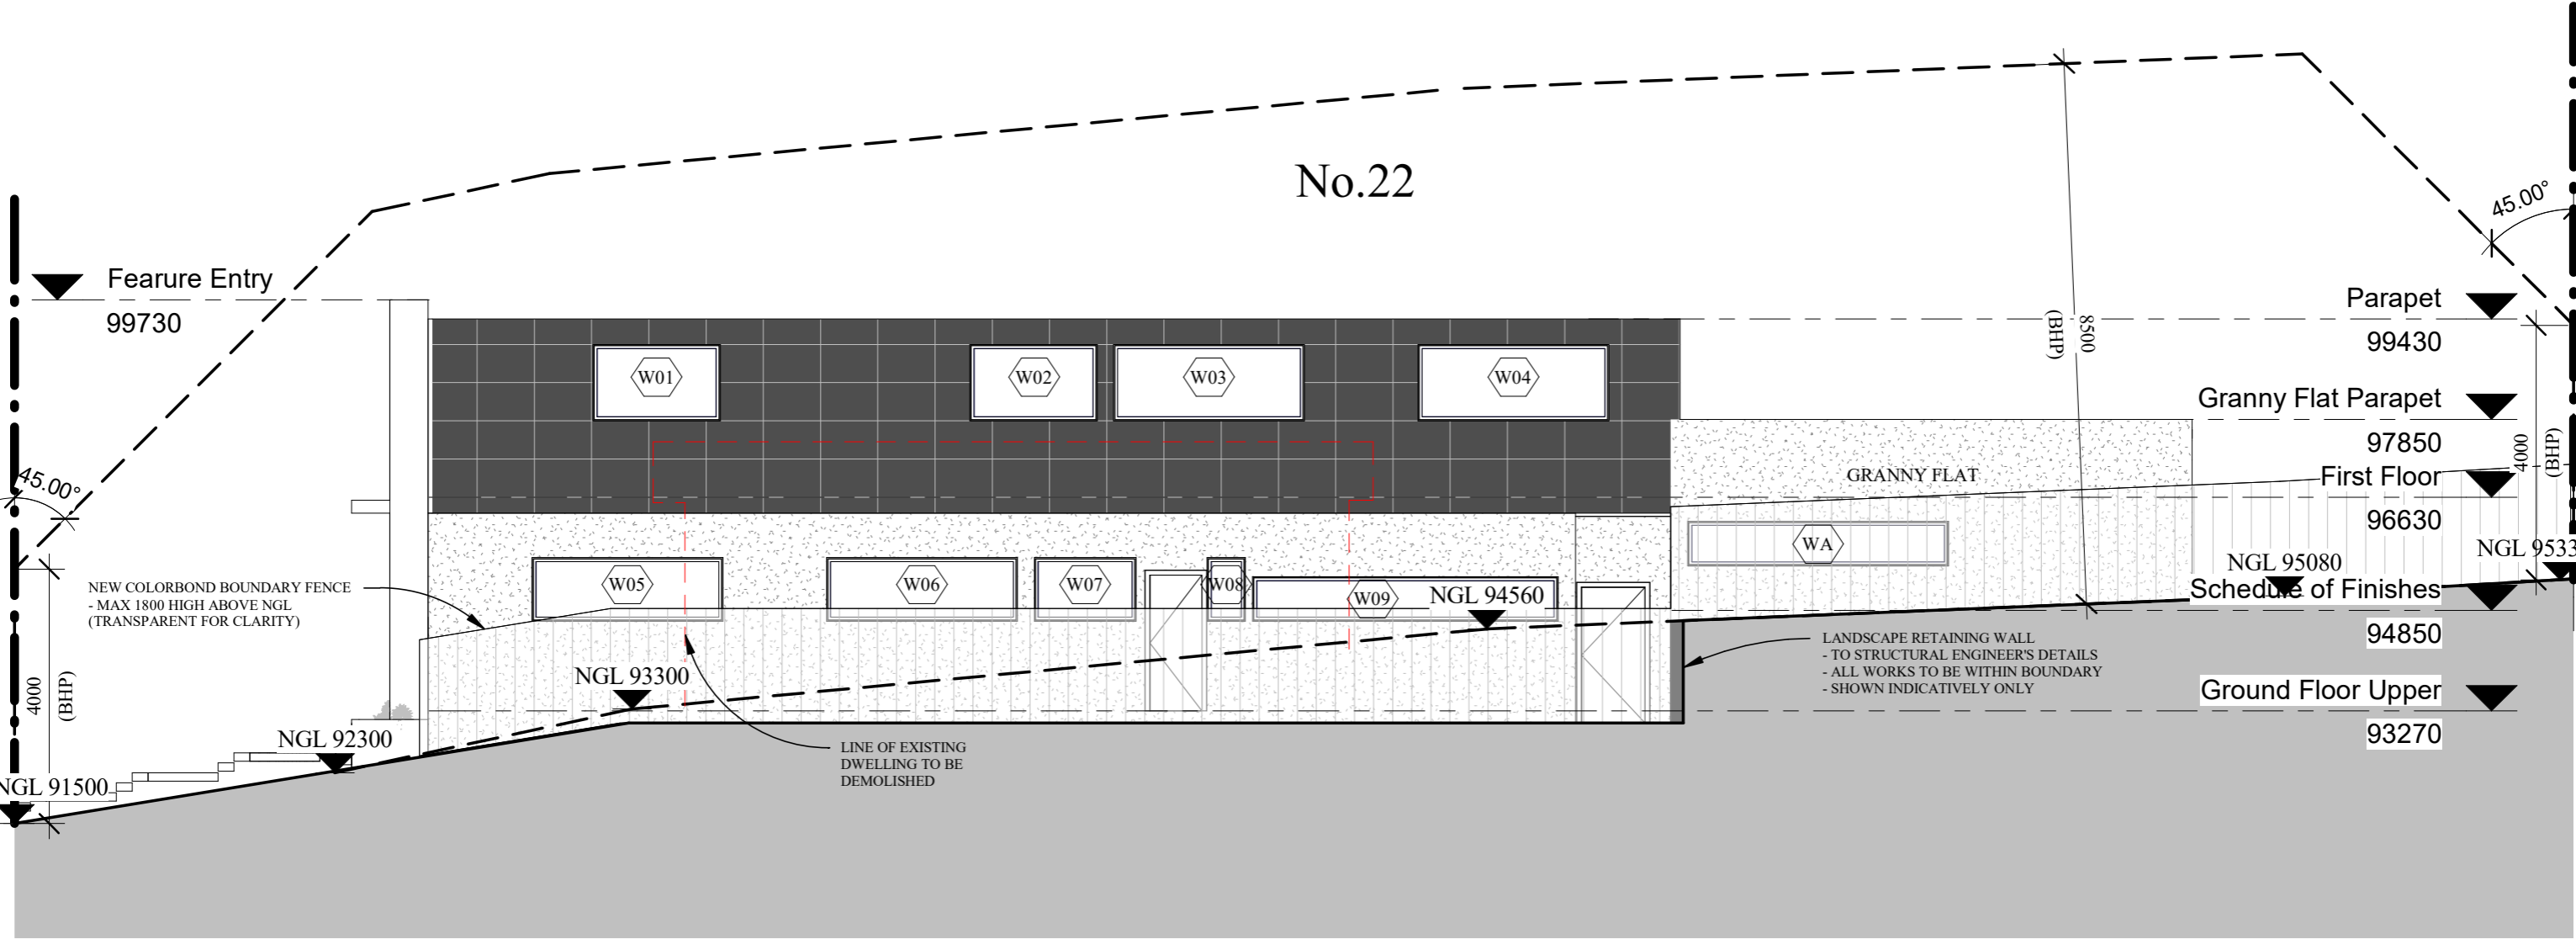 No.22
45.00°
Fearure Entry
99730
Parapet
99430
8500
(BHP)
W01
W02
W03
W04
Granny Flat Parapet
97850
4000
(BHP)
GRANNY FLAT
First Floor
96630
45.00°
WA
NGL 95080
NGL 9533
NEW COLORBOND BOUNDARY FENCE
- MAX 1800 HIGH ABOVE NGL
(TRANSPARENT FOR CLARITY)
W05
W06
W07
W08
W09
NGL 94560
Schedule of Finishes
94850
LANDSCAPE RETAINING WALL
- TO STRUCTURAL ENGINEER'S DETAILS
- ALL WORKS TO BE WITHIN BOUNDARY
- SHOWN INDICATIVELY ONLY
4000
(BHP)
NGL 93300
Ground Floor Upper
93270
NGL 92300
LINE OF EXISTING
DWELLING TO BE
DEMOLISHED
NGL 91500